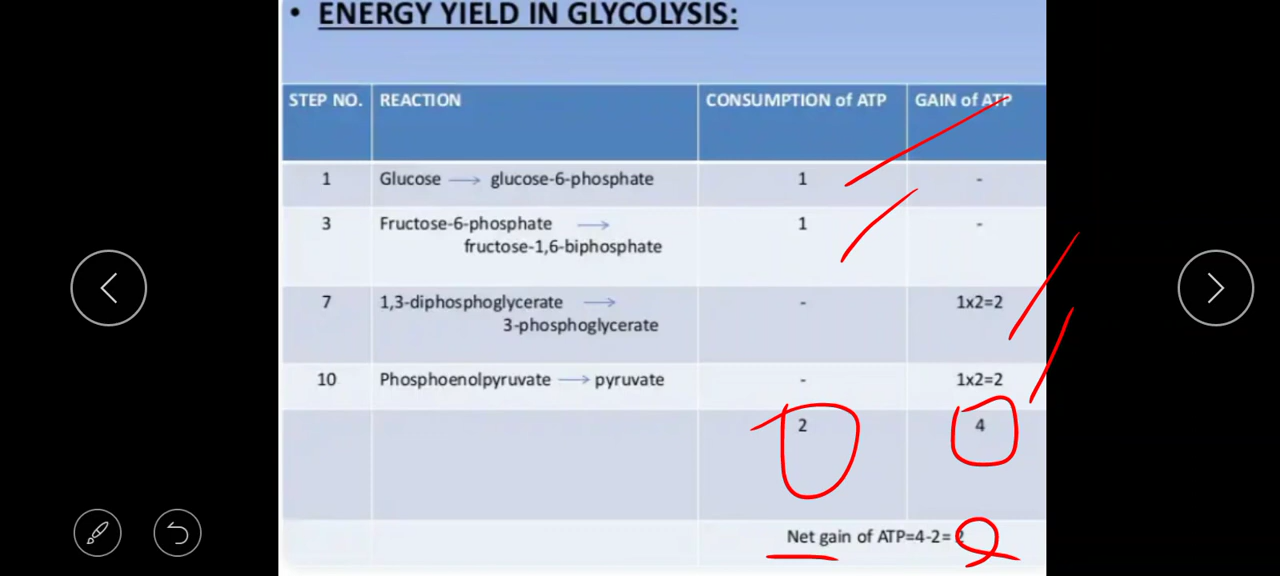 • ENERGY YIELD IN GLYCOLYSIS:
STEP NO. REACTION CONSUMPTION of ATP GAIN of ATP
1 Glucose → glucose-6-phosphate 1 -
3 Fructose-6-phosphate → 1 -
fructose-1,6-biphosphate
7 1,3-diphosphoglycerate → - 1x2=2
3-phosphoglycerate
10 Phosphoenolpyruvate → pyruvate - 1x2=2
2 4
Net gain of ATP=4-2= 2